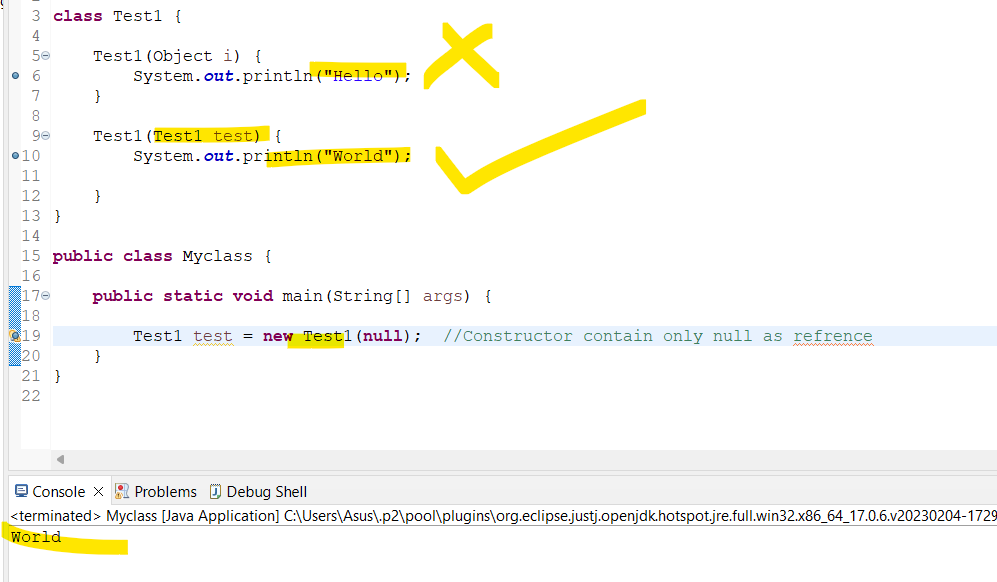 3 class Test1 {
4
5 Test1(Object i) {
6 System.out.println("Hello");
7 }
8
9 Test1(Test1 test) {
10 System.out.println("World");
11
12 }
13 }
14
15 public class Myclass {
16
17 public static void main(String[] args) {
18
19 Test1 test = new Test1(null); //Constructor contain only null as refrence
20 }
21 }
22
Console Problems Debug Shell
<terminated> Myclass [Java Application] C:\Users\Asus\.p2\pool\plugins\org.eclipse.justj.openjdk.hotspot.jre.full.win32.x86_64_17.0.6.v20230204-1729
World